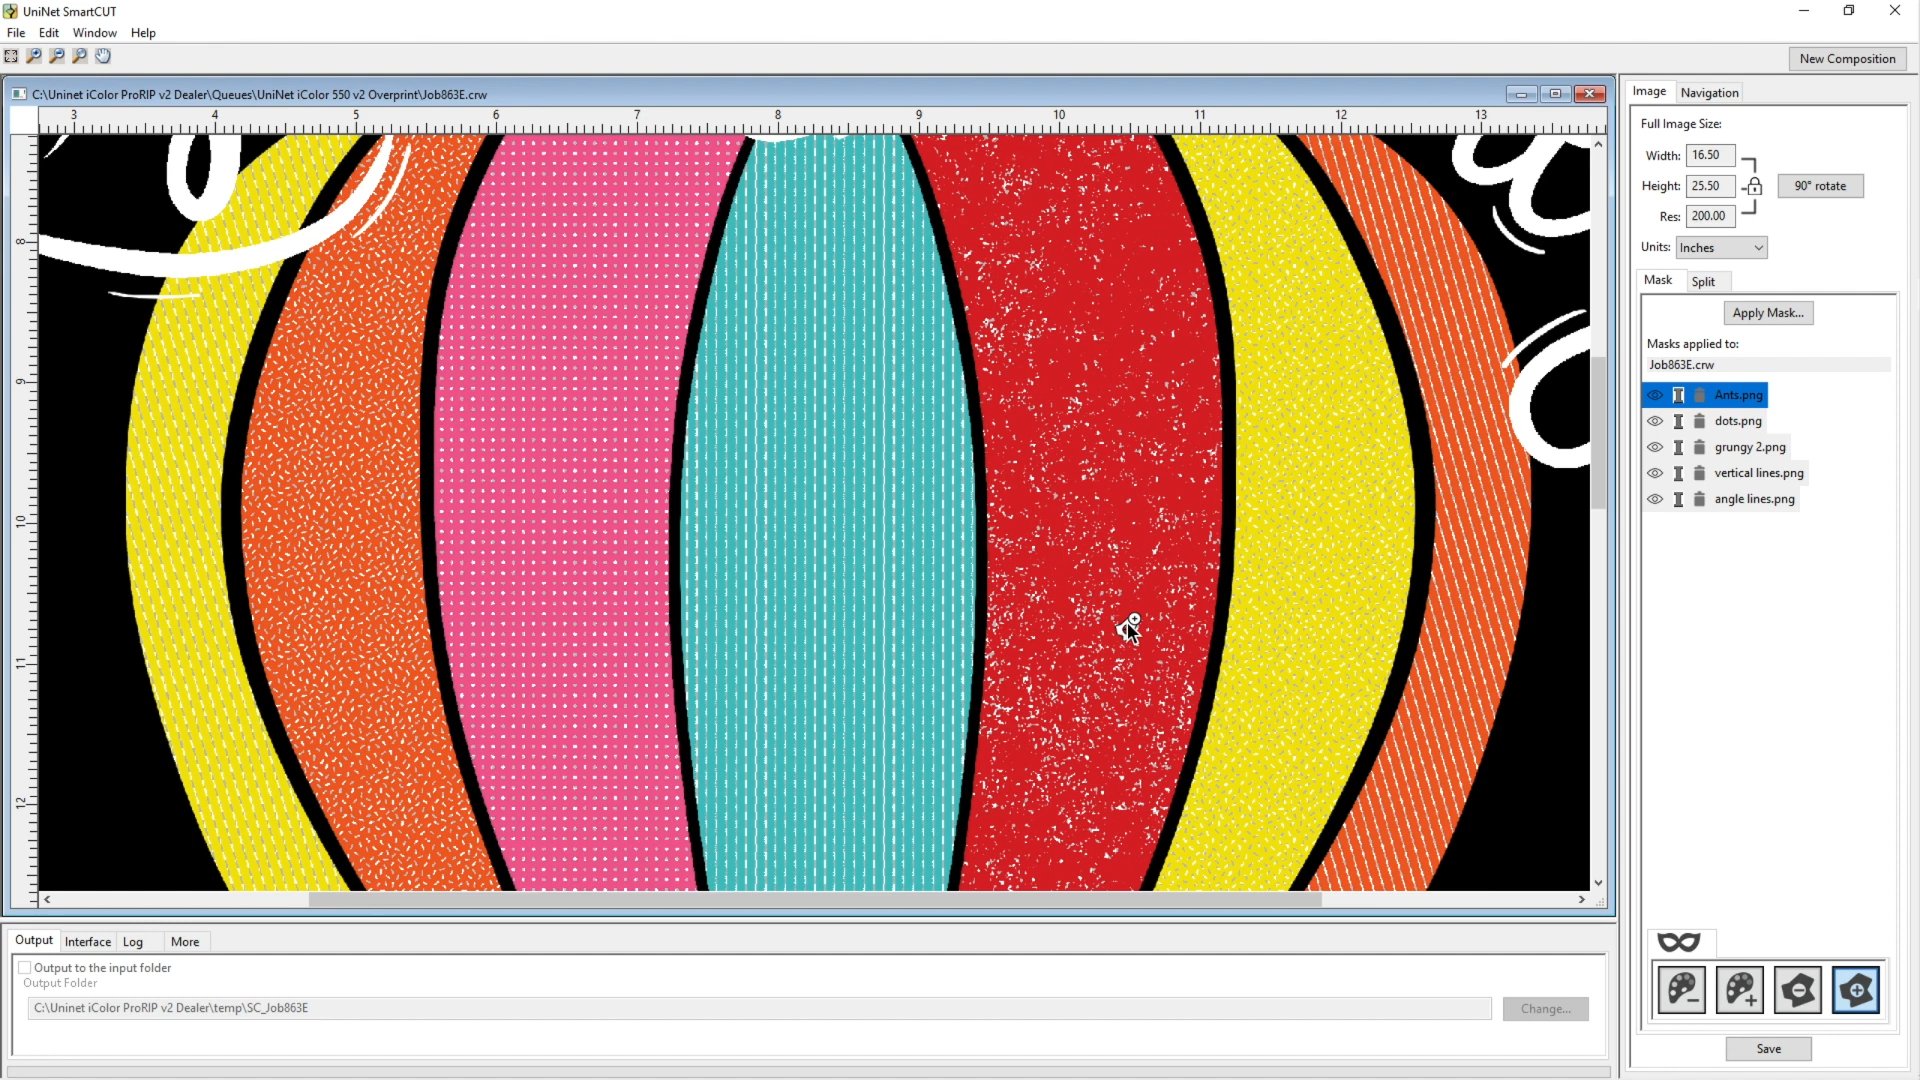 UniNet SmartCUT
File Edit Window Help
New Composition
C:\Uninet iColor ProRIP v2 Dealer\Queues\UniNet iColor 550 v2 Overprint\Job863E.crw
3 4 5 6 7 8 9 10 11 12 13
8
9
10
11
12
Image Navigation
Full Image Size:
Width: 16.50
Height: 25.50
90° rotate
Res: 200.00
Units: Inches
Mask Split
Apply Mask...
Masks applied to:
Job863E.crw
Ants.png
dots.png
grungy 2.png
vertical lines.png
angle lines.png
Save
Output Interface Log More
Output to the input folder
Output Folder
C:\Uninet iColor ProRIP v2 Dealer\temp\SC_Job863E
Change...